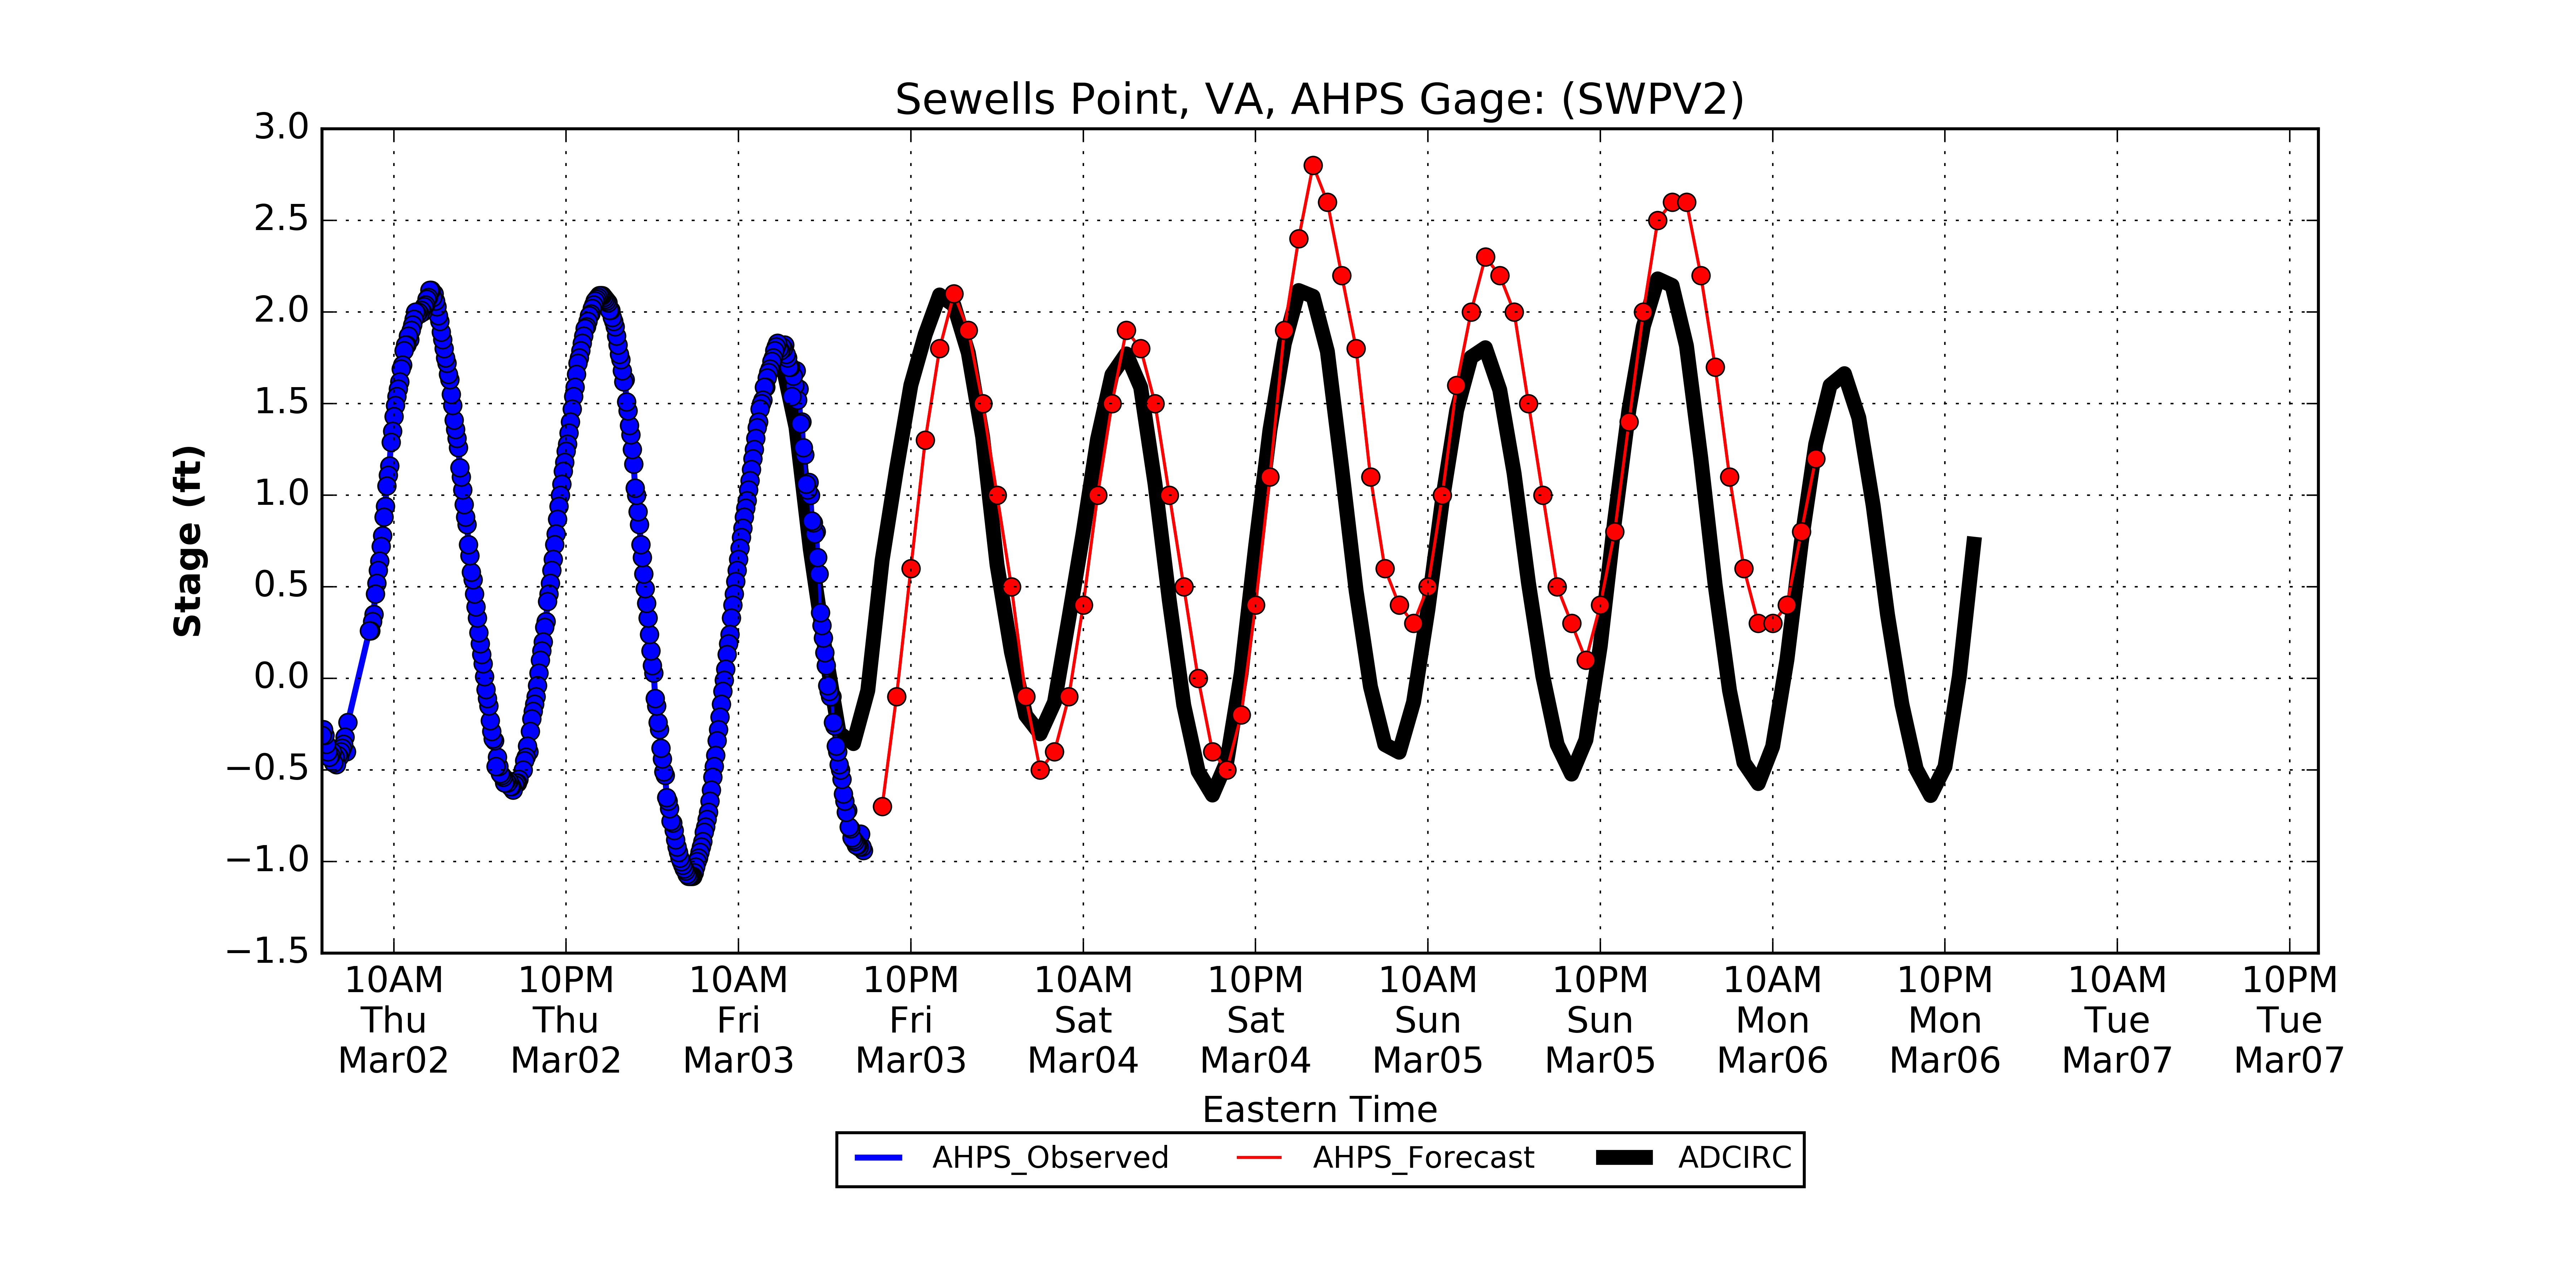 Sewells Point, VA, AHPS Gage: (SWPV2)
3.0
2.5
2.0
1.5
1.0
0.5
0.0
−0.5
−1.0
−1.5
Stage (ft)
10AM 10PM 10AM 10PM 10AM 10PM 10AM 10PM 10AM 10PM 10AM 10PM
Thu Thu Fri Fri Sat Sat Sun Sun Mon Mon Tue Tue
Mar02 Mar02 Mar03 Mar03 Mar04 Mar04 Mar05 Mar05 Mar06 Mar06 Mar07 Mar07
Eastern Time
AHPS_Observed AHPS_Forecast ADCIRC